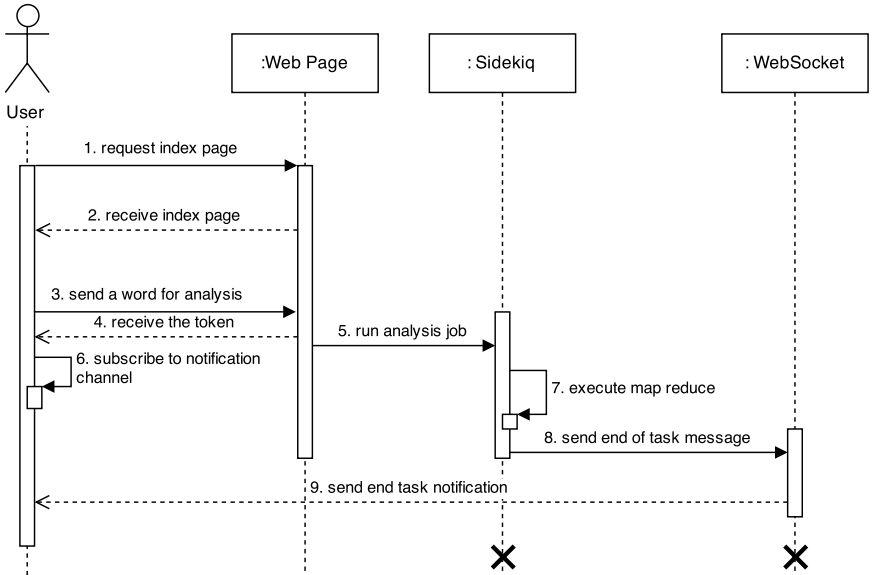 :Web Page
: Sidekiq
: WebSocket
User
1. request index page
2. receive index page
3. send a word for analysis
4. receive the token
5. run analysis job
6. subscribe to notification
channel
7. execute map reduce
8. send end of task message
9. send end task notification